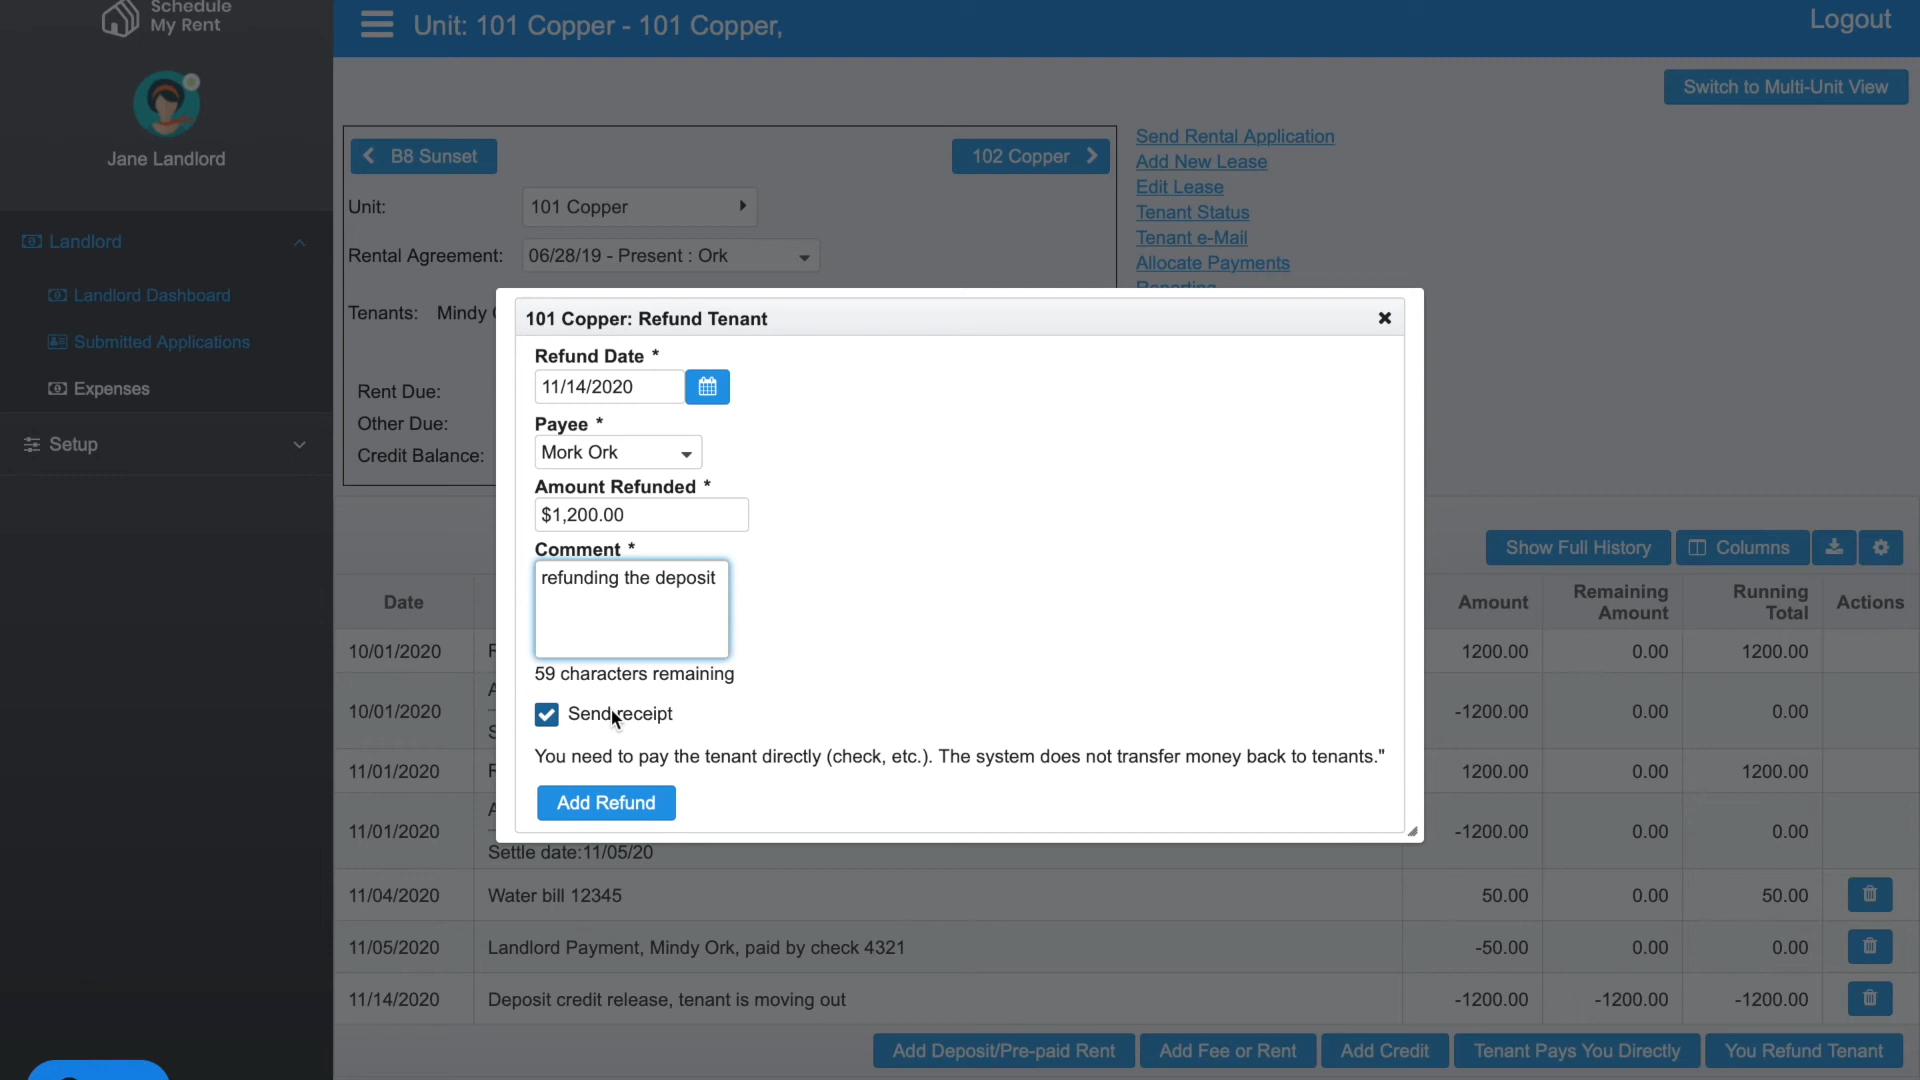 Schedule
My Rent
Unit: 101 Copper - 101 Copper,
Logout
Switch to Multi-Unit View
Jane Landlord
B8 Sunset
102 Copper
Send Rental Application
Add New Lease
Edit Lease
Tenant Status
Tenant e-Mail
Allocate Payments
Reporting
Unit:
101 Copper
Rental Agreement:
06/28/19 - Present : Ork
Tenants: Mindy
Rent Due:
Other Due:
Credit Balance:
Landlord
Landlord Dashboard
Submitted Applications
Expenses
Setup
101 Copper: Refund Tenant
Refund Date *
11/14/2020
Payee *
Mork Ork
Amount Refunded *
$1,200.00
Comment *
refunding the deposit
59 characters remaining
Send receipt
You need to pay the tenant directly (check, etc.). The system does not transfer money back to tenants."
Add Refund
Show Full History
Columns
Date Amount Remaining Amount Running Total Actions
10/01/2020 1200.00 0.00 1200.00
10/01/2020 -1200.00 0.00 0.00
11/01/2020 1200.00 0.00 1200.00
11/01/2020 -1200.00 0.00 0.00
Settle date:11/05/20
11/04/2020 Water bill 12345 50.00 0.00 50.00
11/05/2020 Landlord Payment, Mindy Ork, paid by check 4321 -50.00 0.00 0.00
11/14/2020 Deposit credit release, tenant is moving out -1200.00 -1200.00 -1200.00
Add Deposit/Pre-paid Rent
Add Fee or Rent
Add Credit
Tenant Pays You Directly
You Refund Tenant